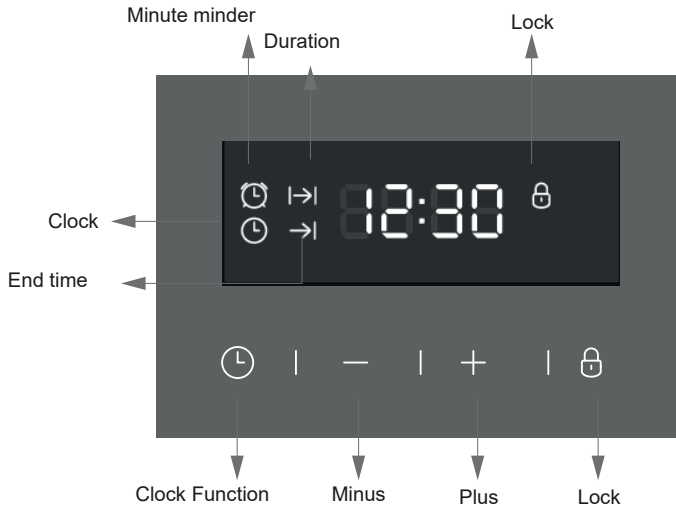 Minute minder
Duration
Lock
12:30
Clock
End time
Clock Function
Minus
Plus
Lock